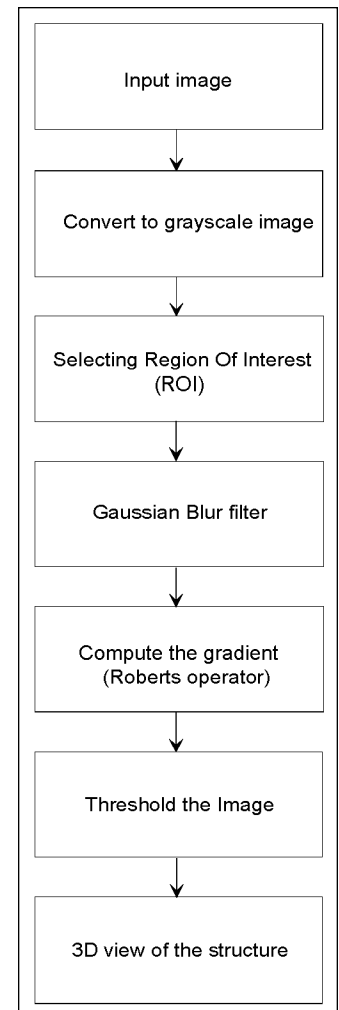 Input image
Convert to grayscale image
Selecting Region Of Interest
(ROI)
Gaussian Blur filter
Compute the gradient
(Roberts operator)
Threshold the Image
3D view of the structure